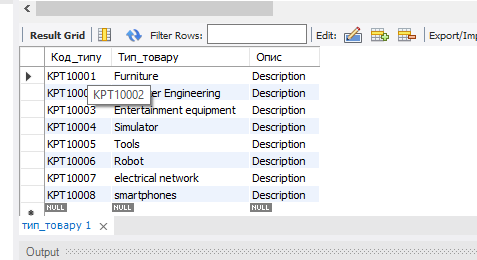 Result Grid Filter Rows: Edit: Export/Imp
Код_типу Тип_товару Опис
KPT10001 Furniture Description
KPT1000 er Engineering Description
KPT10002
KPT10003 Entertainment equipment Description
KPT10004 Simulator Description
KPT10005 Tools Description
KPT10006 Robot Description
KPT10007 electrical network Description
KPT10008 smartphones Description
NULL NULL NULL
тип_товару 1
Output